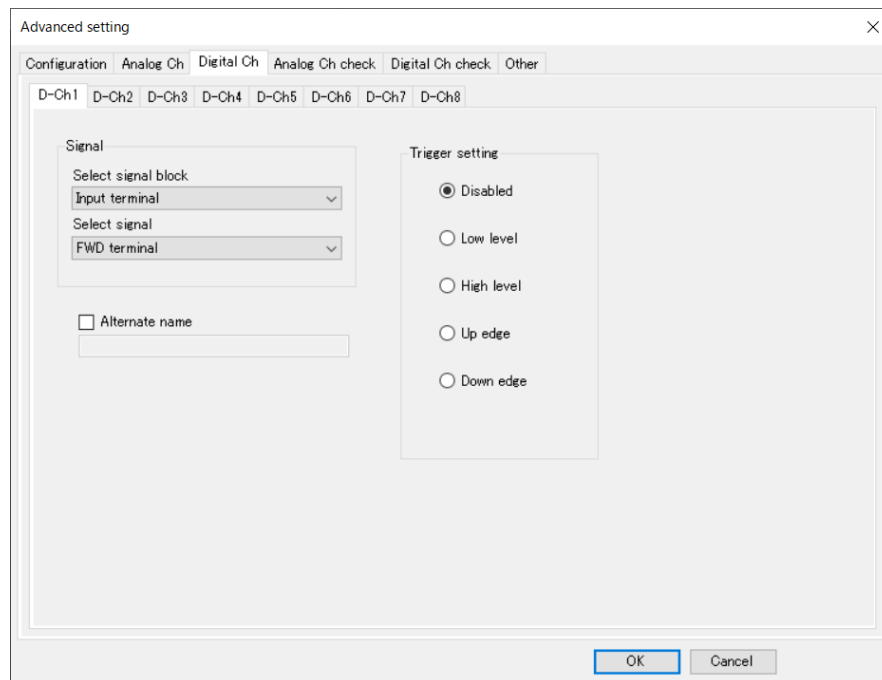 Advanced setting
Configuration Analog Ch Digital Ch Analog Ch check Digital Ch check Other
D-Ch1 D-Ch2 D-Ch3 D-Ch4 D-Ch5 D-Ch6 D-Ch7 D-Ch8
Signal
Select signal block
Input terminal
Select signal
FWD terminal
Alternate name
Trigger setting
Disabled
Low level
High level
Up edge
Down edge
OK Cancel